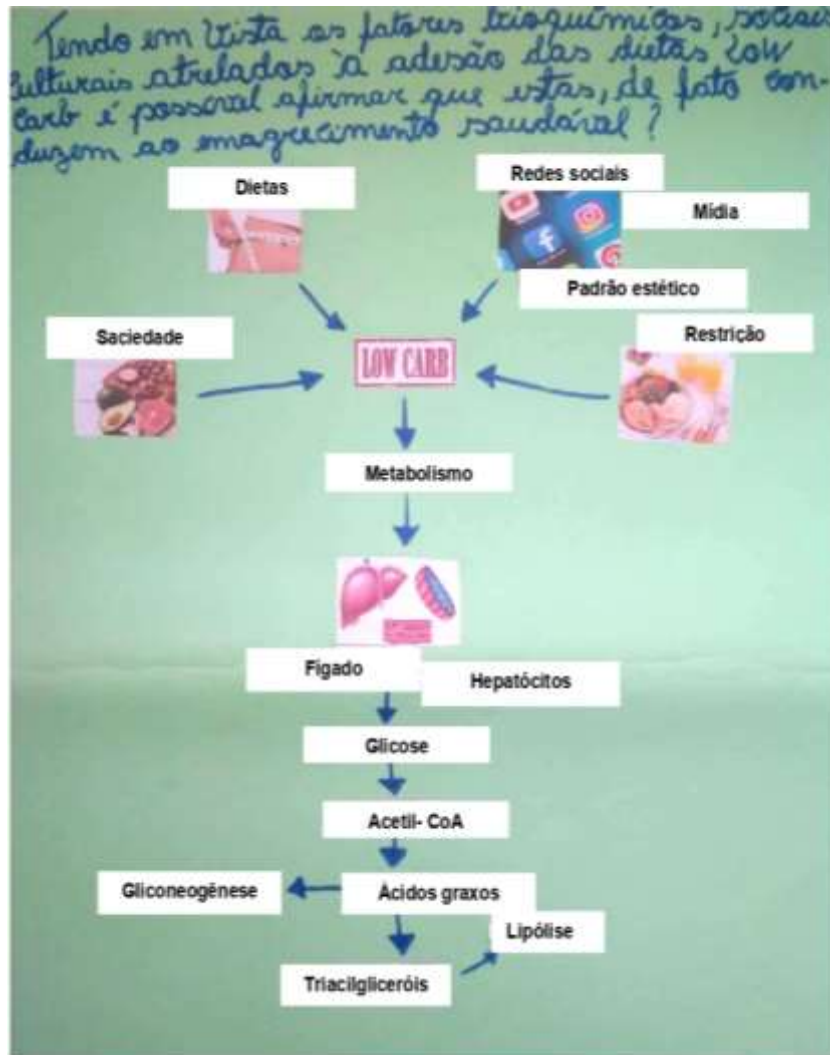 Tendo em vista os fatores bioquímicos, sociais
culturais atrelados à adesão das dietas Low
Carb é possível afirmar que estas, de fato con-
duzem ao emagrecimento saudável?
Dietas
Redes sociais
Mídia
Padrão estético
Saciedade
LOW CARB
Restrição
Metabolismo
Fígado
Hepatócitos
Glicose
Acetil- CoA
Gliconeogênese
Ácidos graxos
Lipólise
Triacilgliceróis